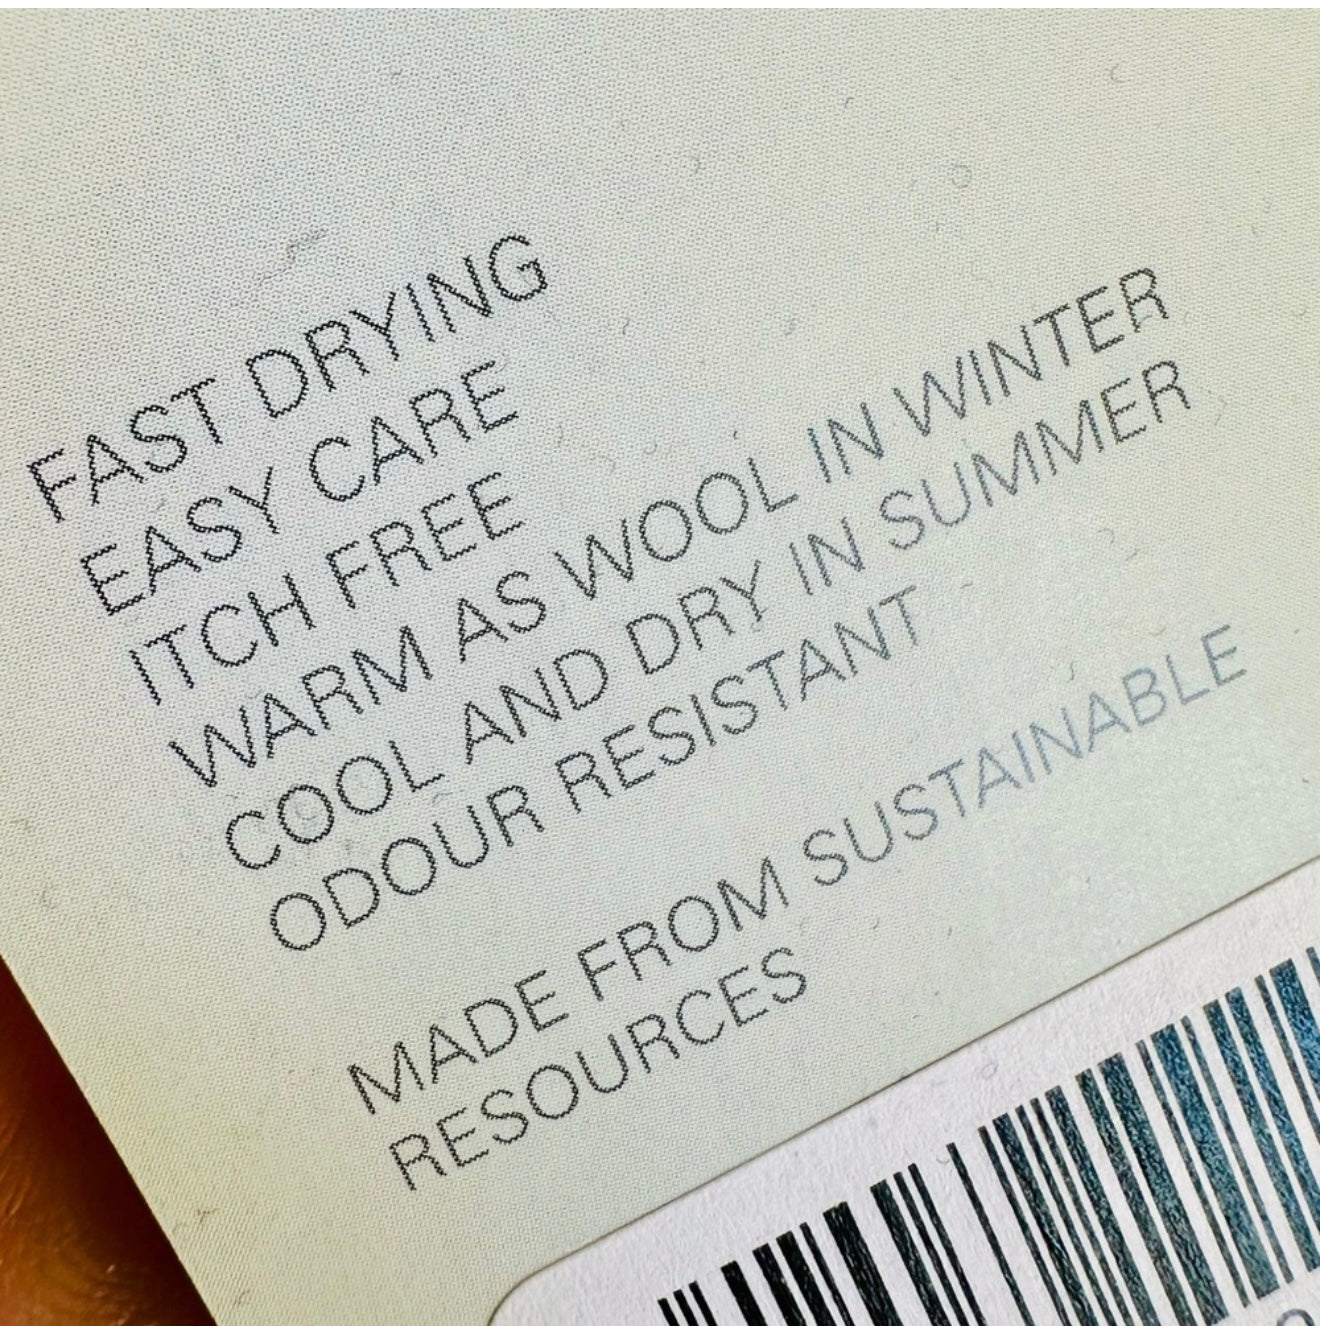 FAST DRYING
EASY CARE
ITCH FREE
WARM AS WOOL IN WINTER
COOL AND DRY IN SUMMER
ODOUR RESISTANT
MADE FROM SUSTAINABLE
RESOURCES